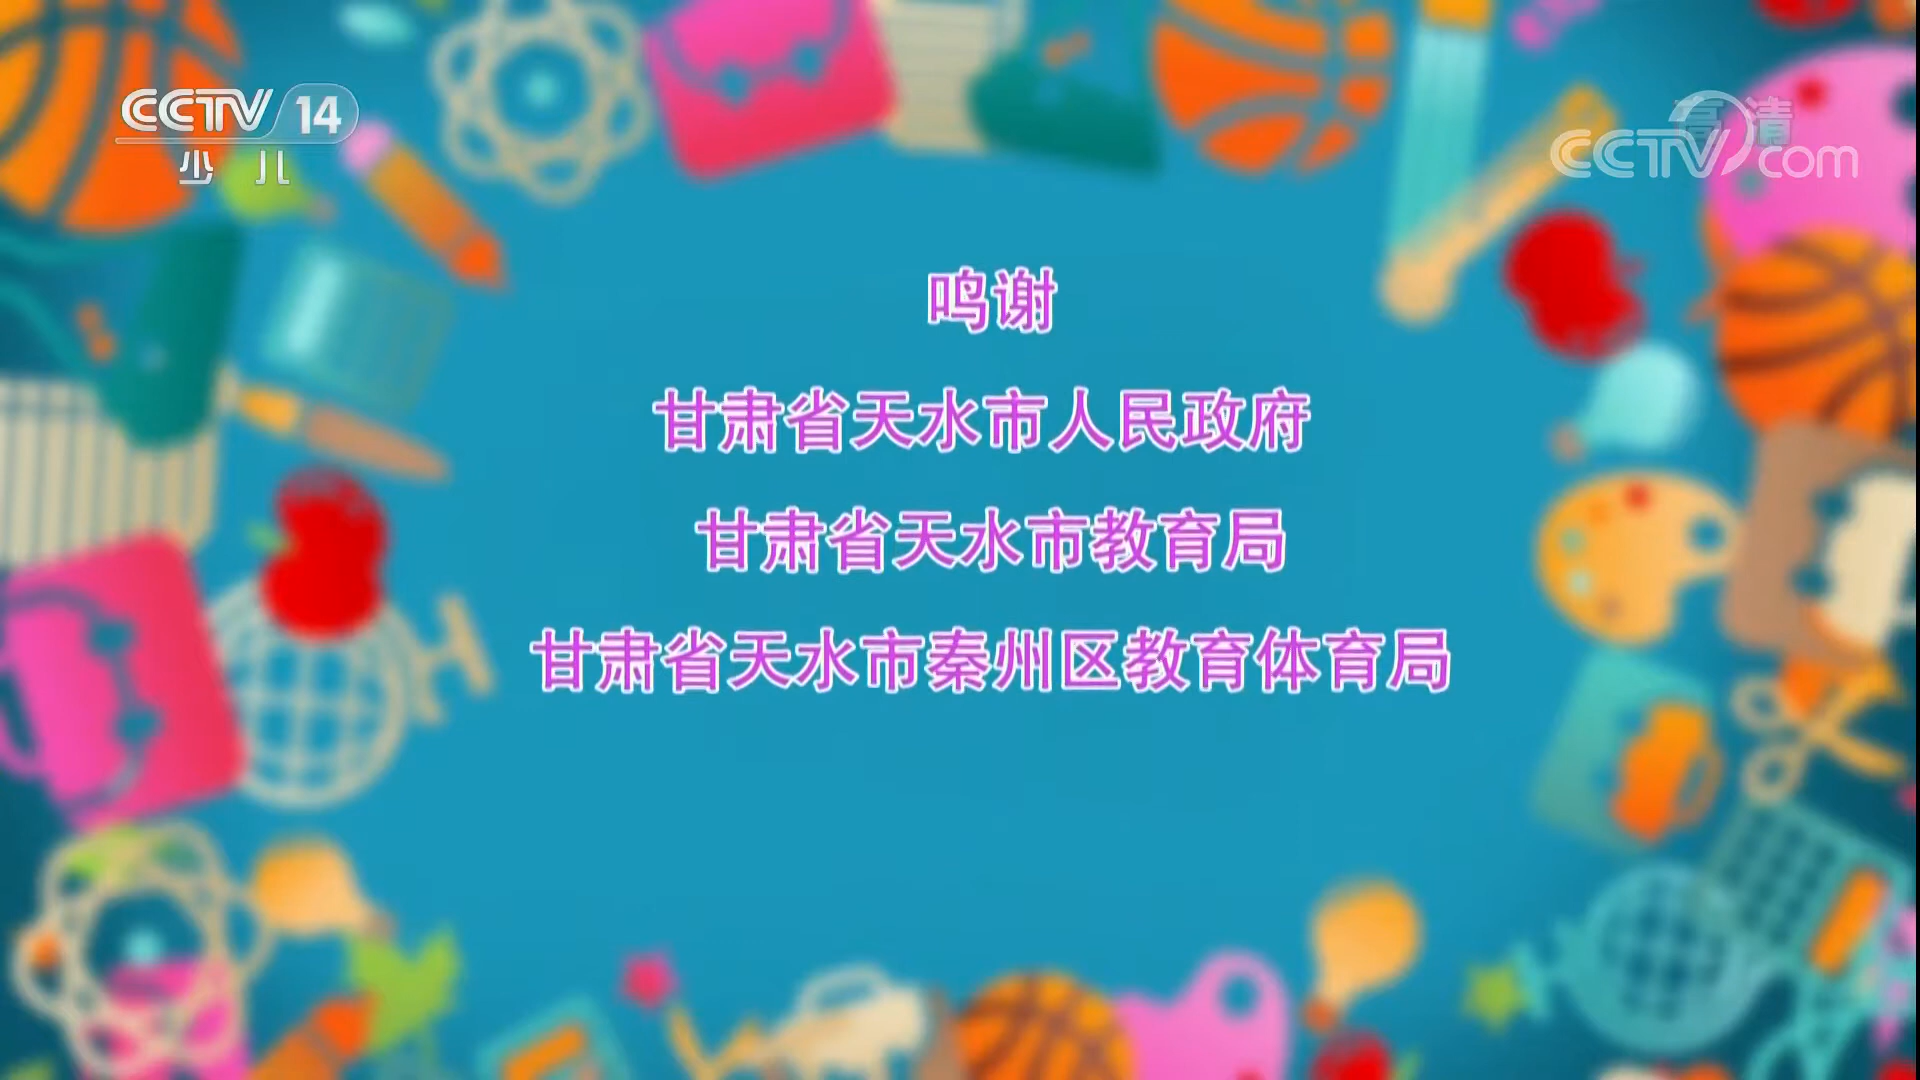 CCTV 14
少儿
高清
CCTV.com
鸣谢
甘肃省天水市人民政府
甘肃省天水市教育局
甘肃省天水市秦州区教育体育局